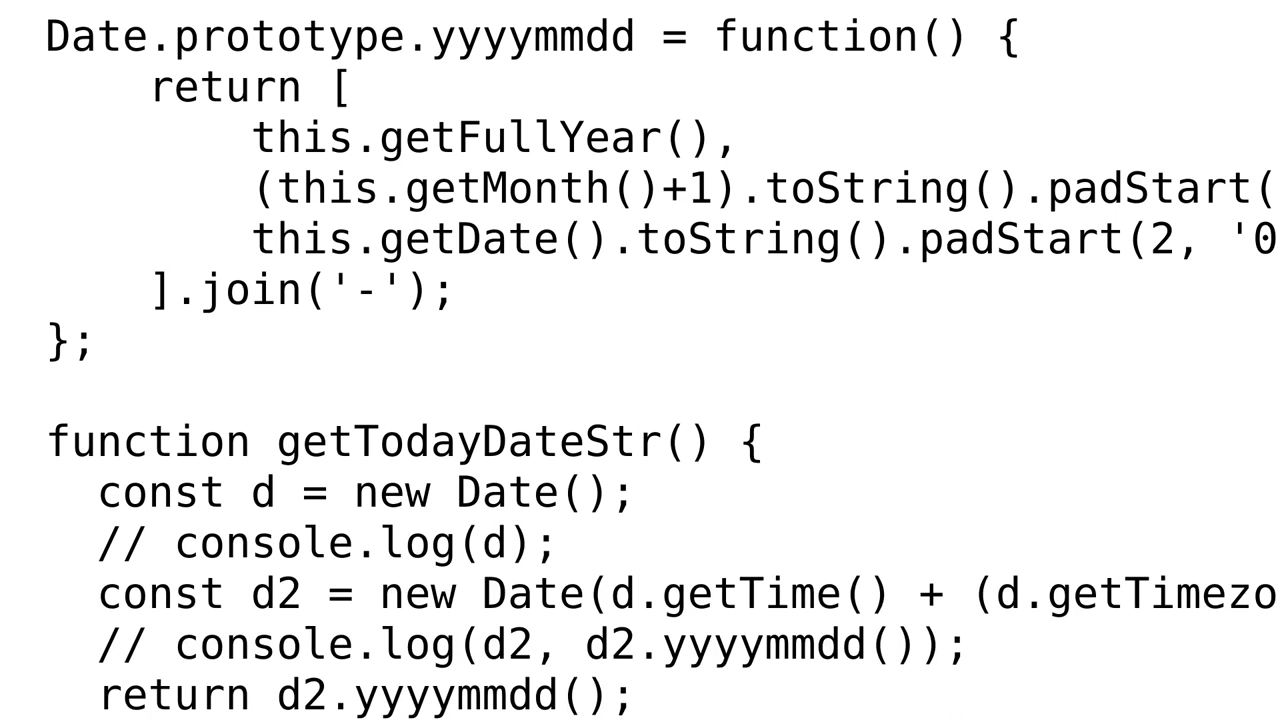 Date.prototype.yyyymmdd = function() {
return [
this.getFullYear(),
(this.getMonth()+1).toString().padStart(
this.getDate().toString().padStart(2, '0
].join('-');
};
function getTodayDateStr() {
const d = new Date();
// console.log(d);
const d2 = new Date(d.getTime() + (d.getTimezo
// console.log(d2, d2.yyyymmdd());
return d2.yyyymmdd();